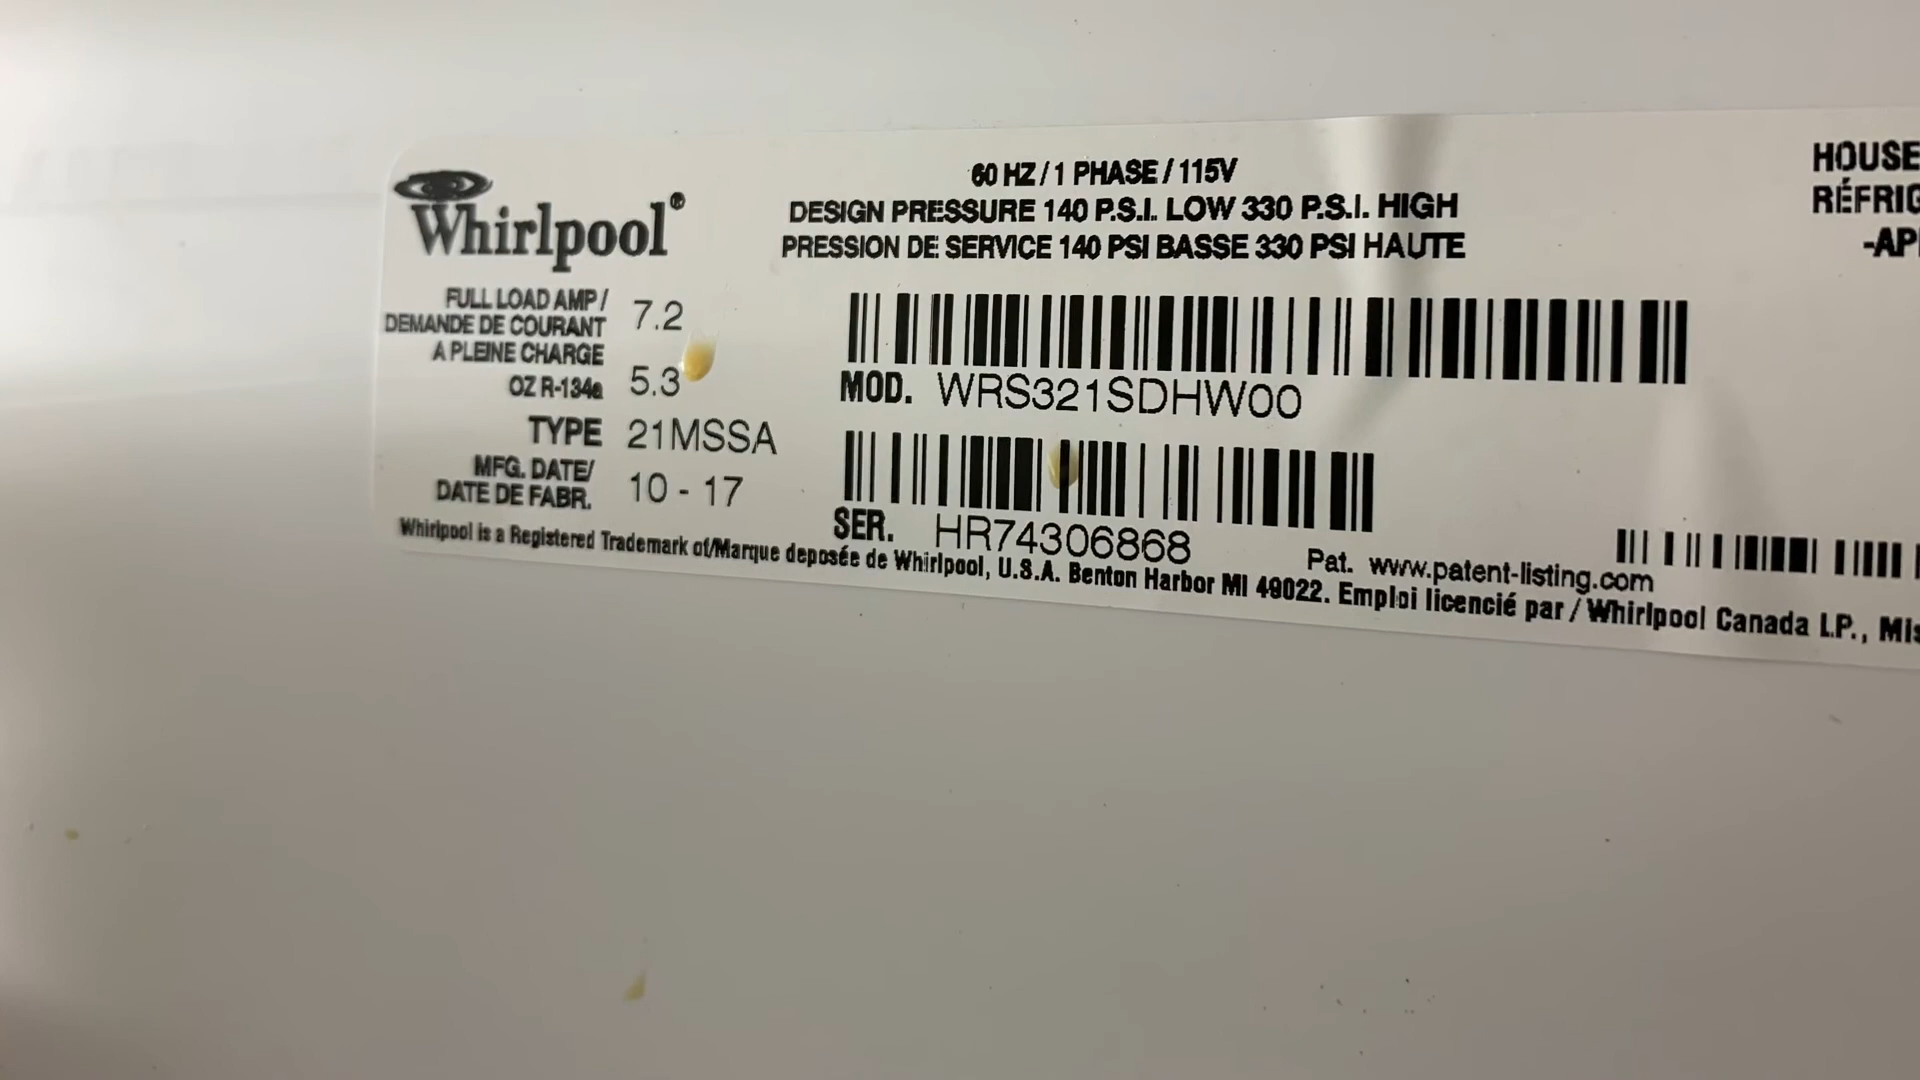 Whirlpool®
60 HZ / 1 PHASE / 115V
DESIGN PRESSURE 140 P.S.I. LOW 330 P.S.I. HIGH
PRESSION DE SERVICE 140 PSI BASSE 330 PSI HAUTE
HOUSE
RÉFRIG
-AP
FULL LOAD AMP / 7.2
DEMANDE DE COURANT
A PLEINE CHARGE
OZ R-134a 5.3
TYPE 21MSSA
MFG. DATE/ 10 - 17
DATE DE FABR.
MOD. WRS321SDHW00
SER. HR74306868
Pat. www.patent-listing.com
Whirlpool is a Registered Trademark of/Marque deposée de Whirlpool, U.S.A. Benton Harbor MI 49022. Emploi licencié par / Whirlpool Canada L.P., Mis